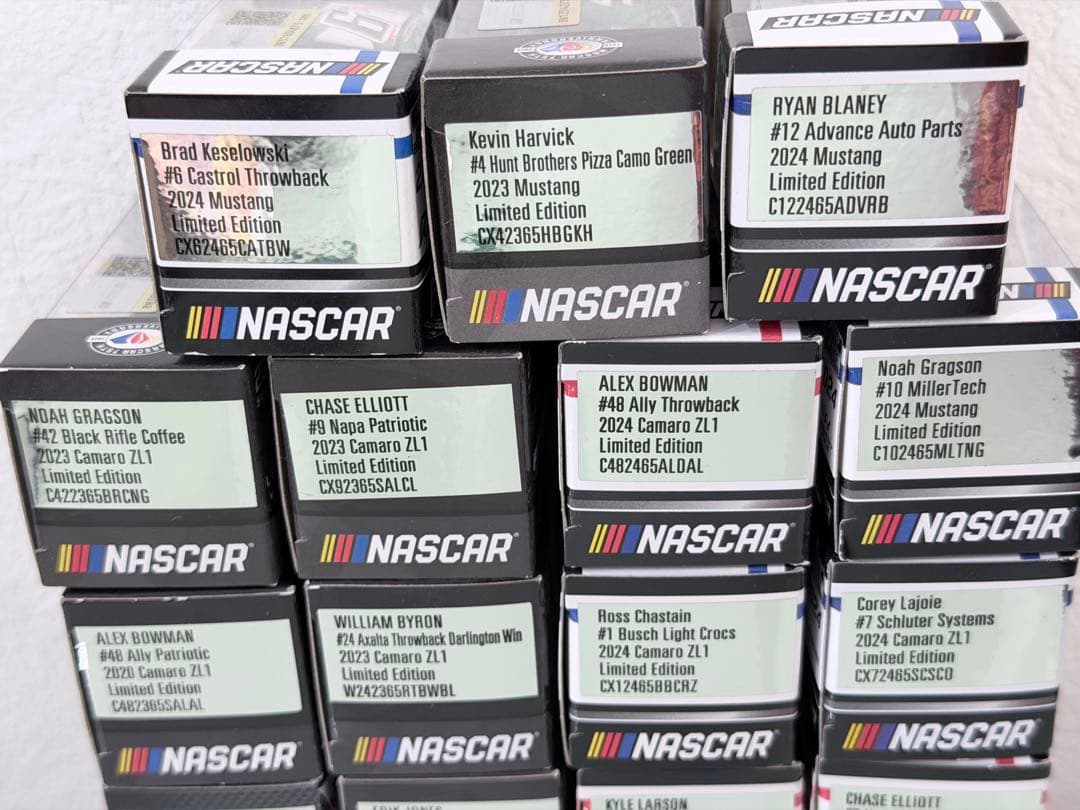 NASCAR
NASCAR
Brad Keselowski
#6 Castrol Throwback
2024 Mustang
Limited Edition
CX62465CATBW
NASCAR
Kevin Harvick
#4 Hunt Brothers Pizza Camo Green
2023 Mustang
Limited Edition
CX42365HBGKH
NASCAR
RYAN BLANEY
#12 Advance Auto Parts
2024 Mustang
Limited Edition
C122465ADVRB
NASCAR
NOAH GRAGSON
#42 Black Rifle Coffee
2023 Camaro ZL1
Limited Edition
C422365BRCNG
NASCAR
CHASE ELLIOTT
#9 Napa Patriotic
2023 Camaro ZL1
Limited Edition
CX92365SALCL
NASCAR
ALEX BOWMAN
#48 Ally Throwback
2024 Camaro ZL1
Limited Edition
C482465ALDAL
NASCAR
Noah Gragson
#10 MillerTech
2024 Mustang
Limited Edition
C102465MLTNG
NASCAR
ALEX BOWMAN
#48 Ally Patriotic
2020 Camaro ZL1
Limited Edition
C482365SALAL
NASCAR
WILLIAM BYRON
#24 Axalta Throwback Darlington Win
2023 Camaro ZL1
Limited Edition
W242365RTBWBL
NASCAR
Ross Chastain
#1 Busch Light Crocs
2024 Camaro ZL1
Limited Edition
CX12465BBCRZ
NASCAR
Corey Lajoie
#7 Schluter Systems
2024 Camaro ZL1
Limited Edition
CX72465SCSCO
NASCAR
ERIK JONES
KYLE LARSON
CHASE ELLIOTT